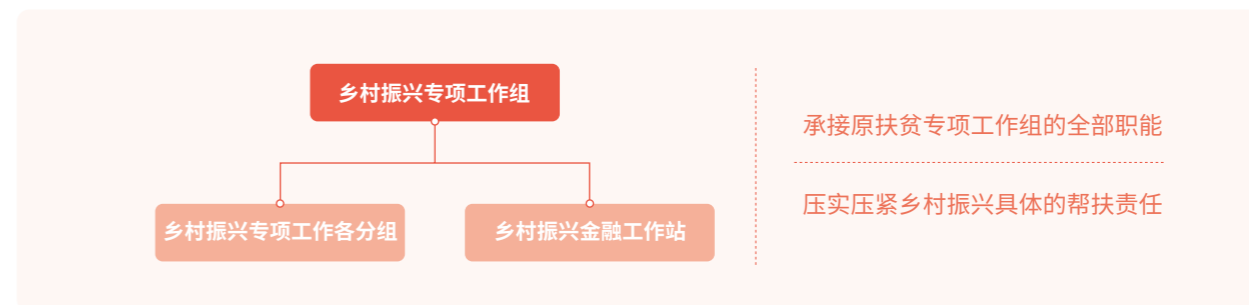 乡村振兴专项工作组
乡村振兴专项工作各分组
乡村振兴金融工作站
承接原扶贫专项工作组的全部职能
压实压紧乡村振兴具体的帮扶责任